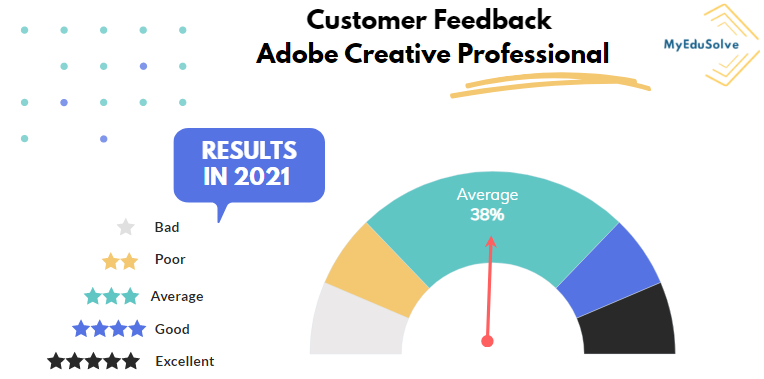 Customer Feedback
Adobe Creative Professional
MyEduSolve
RESULTS
IN 2021
Average
38%
Bad
Poor
Average
Good
Excellent